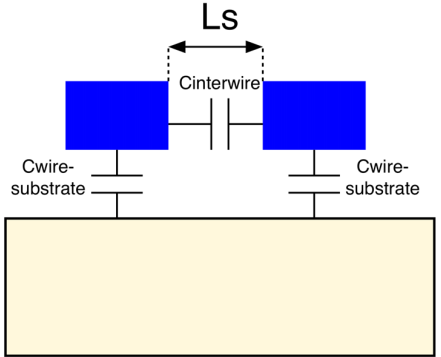 Ls
Cinterwire
Cwire-
substrate
Cwire-
substrate